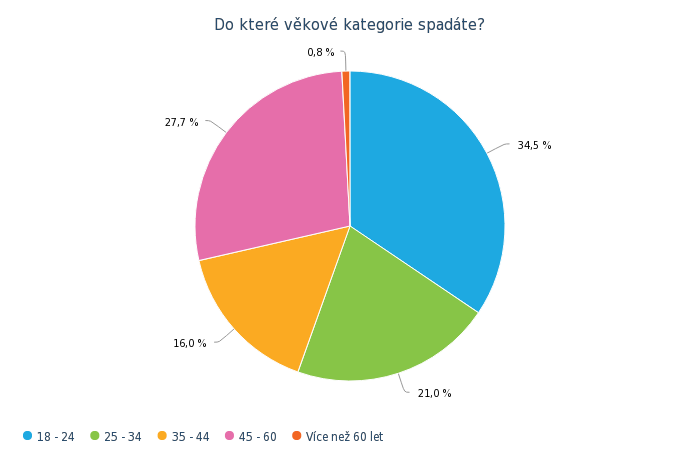 Do které věkové kategorie spadáte?
0,8 %
27,7 %
34,5 %
16,0 %
21,0 %
18 - 24
25 - 34
35 - 44
45 - 60
Více než 60 let